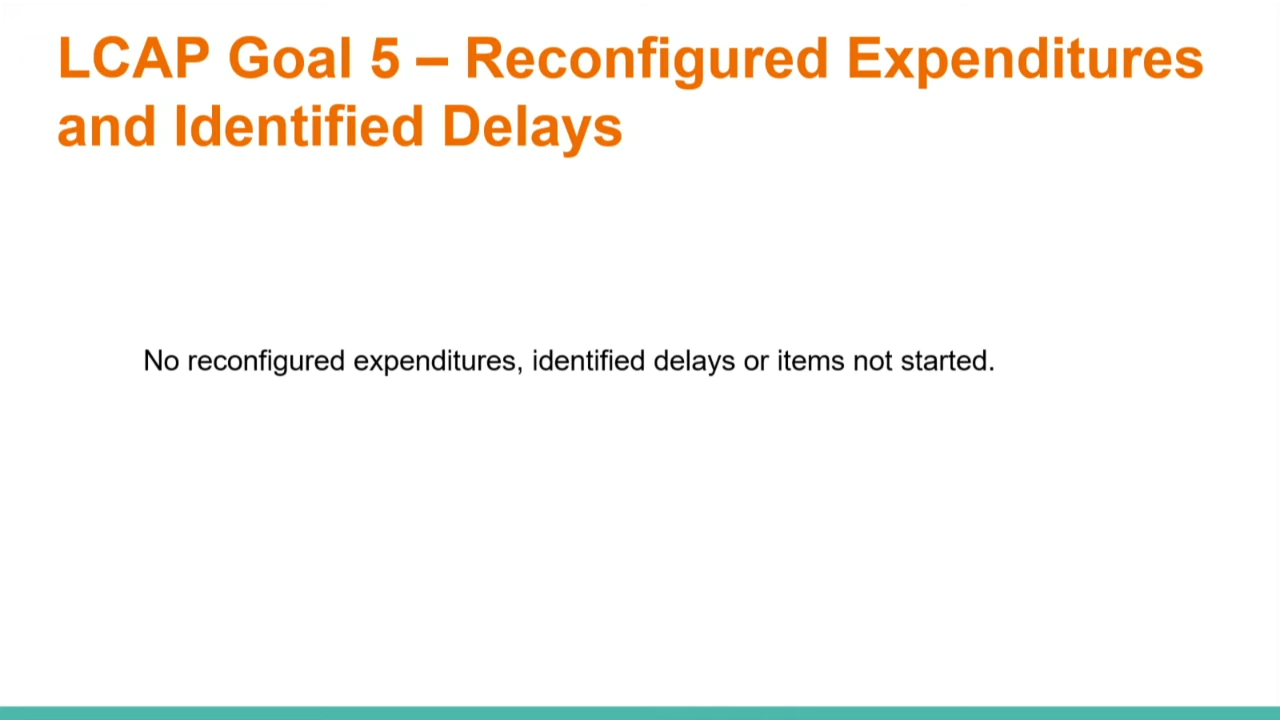 LCAP Goal 5 – Reconfigured Expenditures
and Identified Delays
No reconfigured expenditures, identified delays or items not started.